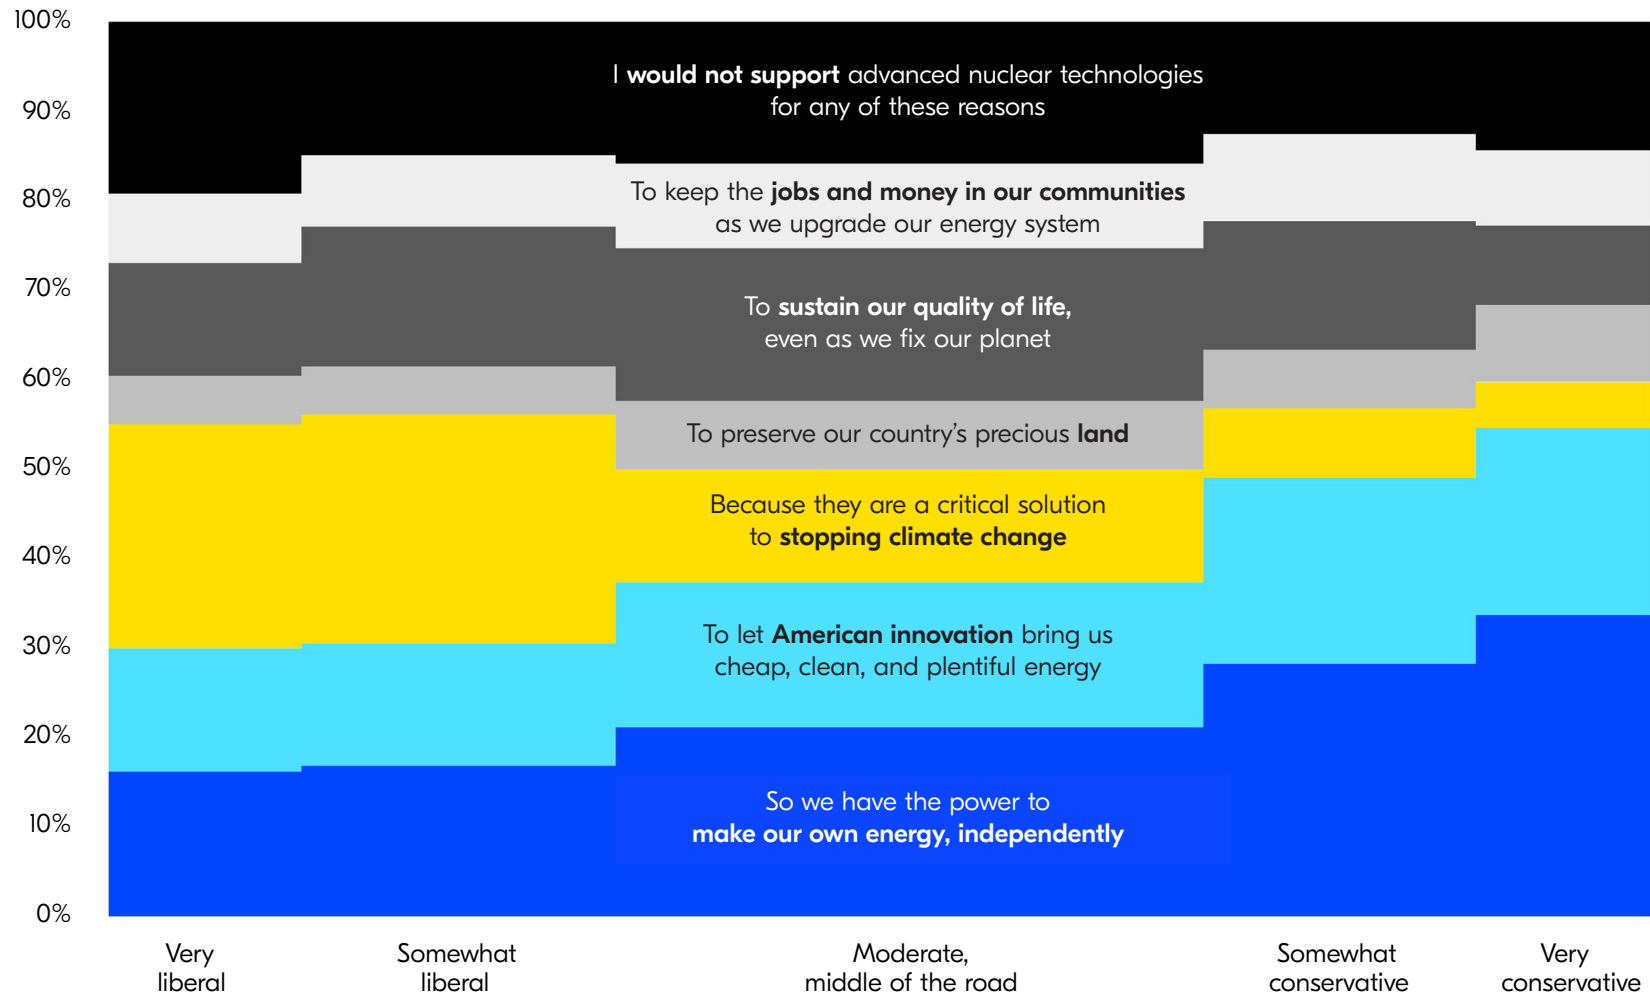 100%
I would not support advanced nuclear technologies
for any of these reasons
90%
80%
To keep the jobs and money in our communities
as we upgrade our energy system
70%
To sustain our quality of life,
even as we fix our planet
60%
To preserve our country's precious land
50%
Because they are a critical solution
to stopping climate change
40%
30%
To let American innovation bring us
cheap, clean, and plentiful energy
20%
So we have the power to
make our own energy, independently
10%
0%
Very
liberal
Somewhat
liberal
Moderate,
middle of the road
Somewhat
conservative
Very
conservative